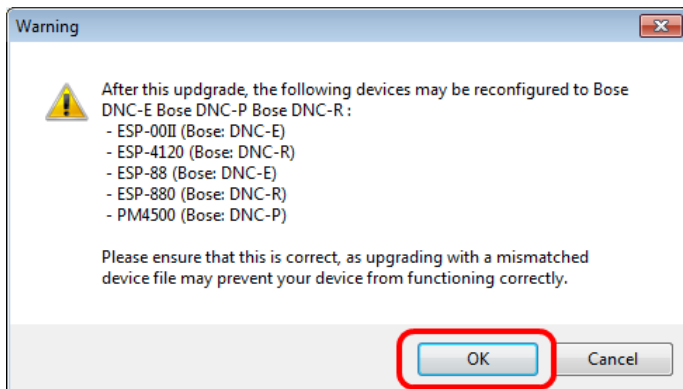 Warning
After this updgrade, the following devices may be reconfigured to Bose
DNC-E Bose DNC-P Bose DNC-R :
- ESP-00II (Bose: DNC-E)
- ESP-4120 (Bose: DNC-R)
- ESP-88 (Bose: DNC-E)
- ESP-880 (Bose: DNC-R)
- PM4500 (Bose: DNC-P)
Please ensure that this is correct, as upgrading with a mismatched
device file may prevent your device from functioning correctly.
OK
Cancel